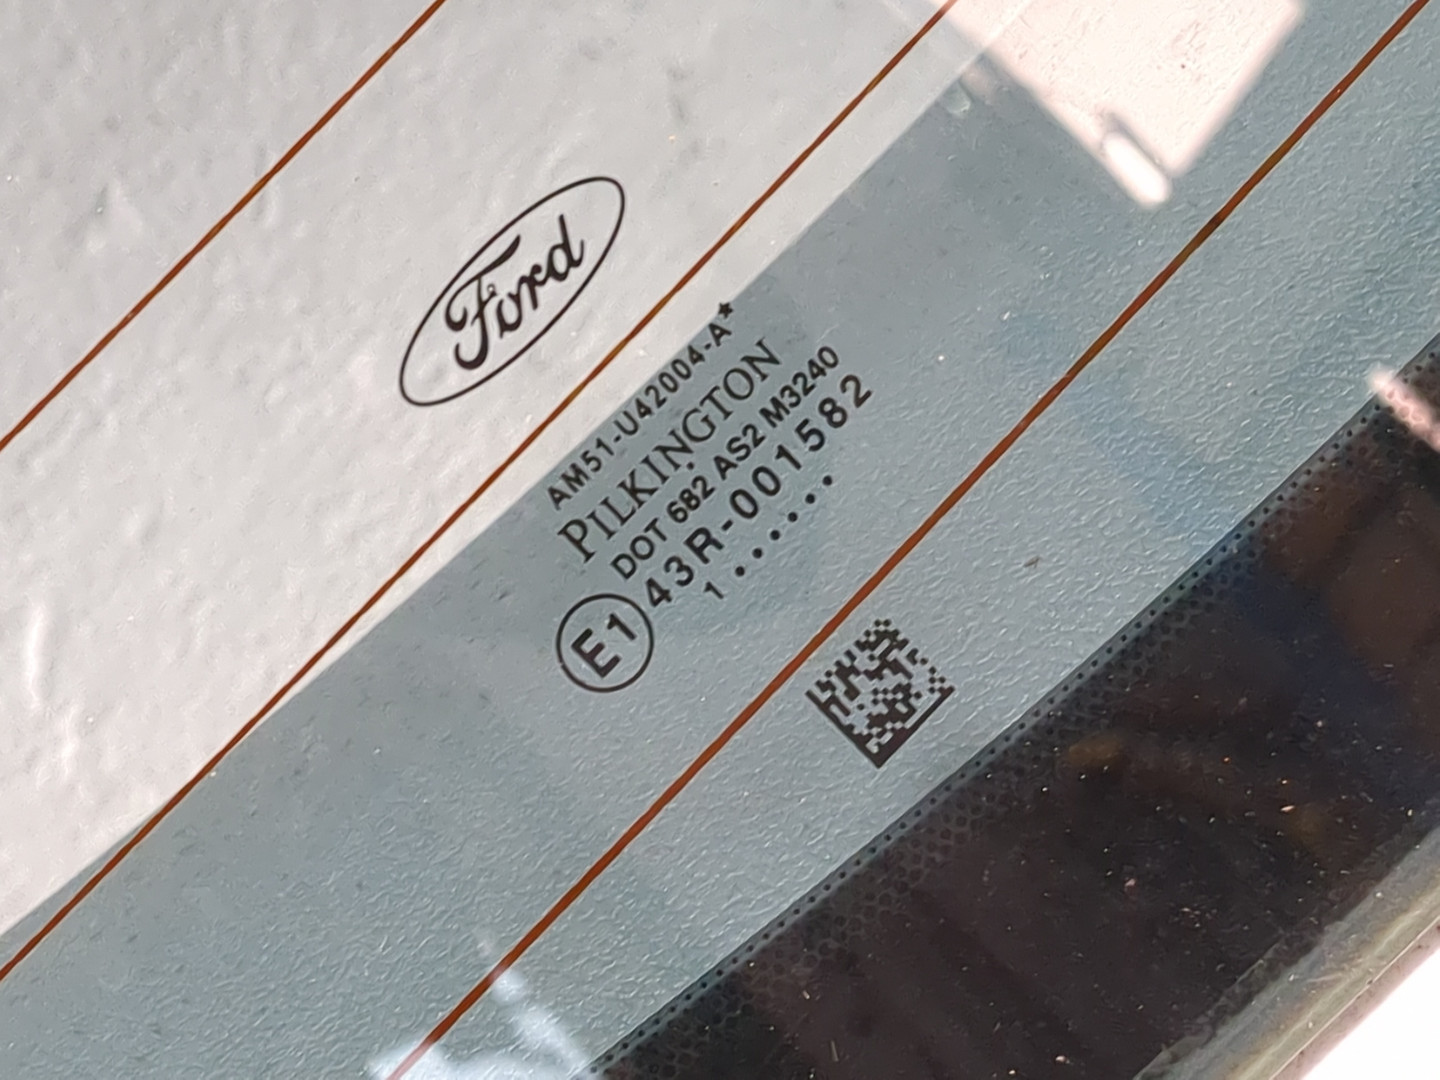 Ford
AM51-U42004-A*
PILKINGTON
DOT 682 AS2 M3240
43R-001582
E1
1 ......